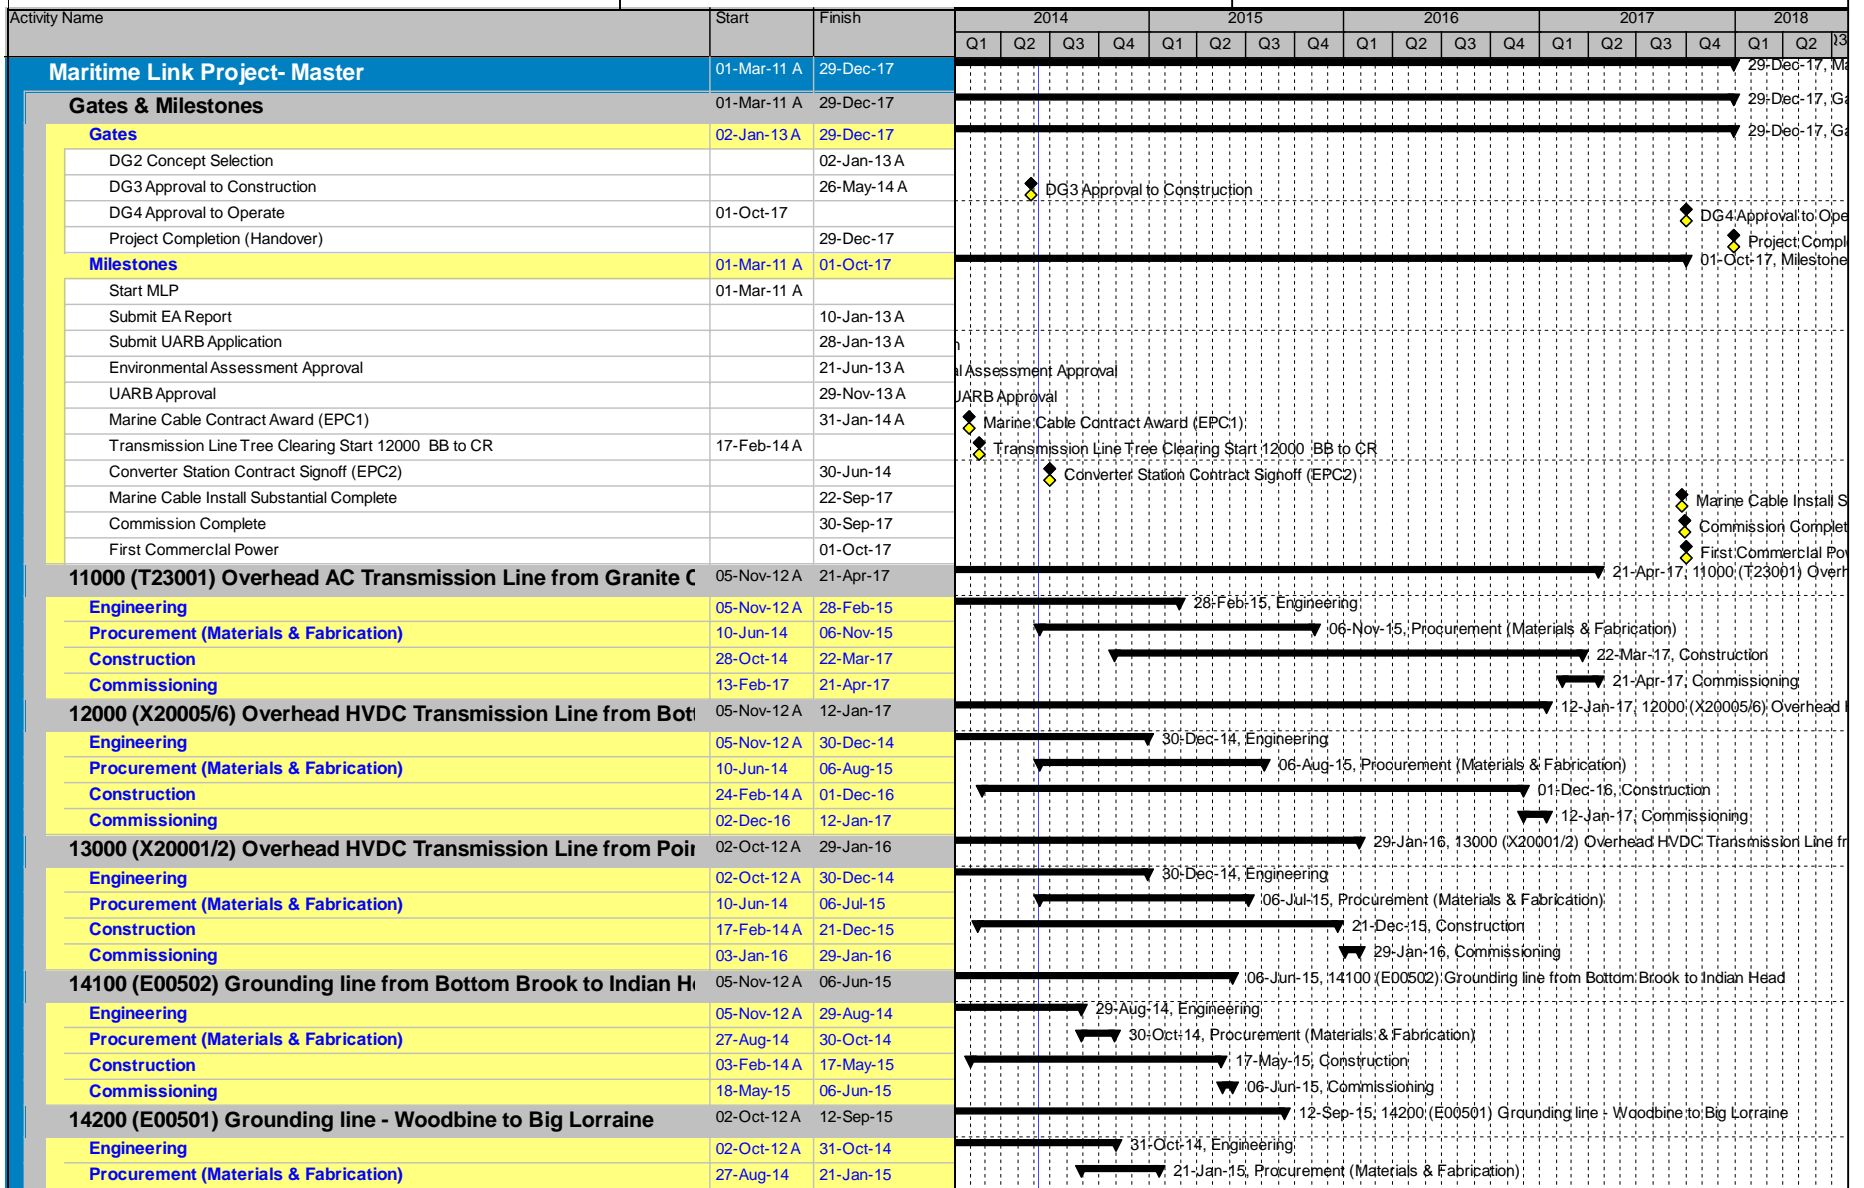 Activity Name Start Finish 2014 2015 2016 2017 2018
Q1 Q2 Q3 Q4 Q1 Q2 Q3 Q4 Q1 Q2 Q3 Q4 Q1 Q2 Q3 Q4 Q1 Q2 Q3
Maritime Link Project- Master 01-Mar-11 A 29-Dec-17 29-Dec-17, Ma
Gates & Milestones 01-Mar-11 A 29-Dec-17 29-Dec-17, Ga
Gates 02-Jan-13 A 29-Dec-17 29-Dec-17, Ga
DG2 Concept Selection 02-Jan-13 A
DG3 Approval to Construction 26-May-14 A DG3 Approval to Construction
DG4 Approval to Operate 01-Oct-17 DG4 Approval to Ope
Project Completion (Handover) 29-Dec-17 Project Compl
Milestones 01-Mar-11 A 01-Oct-17 01-Oct-17, Milestone
Start MLP 01-Mar-11 A
Submit EA Report 10-Jan-13 A
Submit UARB Application 28-Jan-13 A n
Environmental Assessment Approval 21-Jun-13 A al Assessment Approval
UARB Approval 29-Nov-13 A UARB Approval
Marine Cable Contract Award (EPC1) 31-Jan-14 A Marine Cable Contract Award (EPC1)
Transmission Line Tree Clearing Start 12000 BB to CR 17-Feb-14 A Transmission Line Tree Clearing Start 12000 BB to CR
Converter Station Contract Signoff (EPC2) 30-Jun-14 Converter Station Contract Signoff (EPC2)
Marine Cable Install Substantial Complete 22-Sep-17 Marine Cable Install S
Commission Complete 30-Sep-17 Commission Complet
First Commercial Power 01-Oct-17 First Commercial Pow
11000 (T23001) Overhead AC Transmission Line from Granite C 05-Nov-12 A 21-Apr-17 21-Apr-17, 11000 (T23001) Overh
Engineering 05-Nov-12 A 28-Feb-15 28-Feb-15, Engineering
Procurement (Materials & Fabrication) 10-Jun-14 06-Nov-15 06-Nov-15, Procurement (Materials & Fabrication)
Construction 28-Oct-14 22-Mar-17 22-Mar-17, Construction
Commissioning 13-Feb-17 21-Apr-17 21-Apr-17, Commissioning
12000 (X20005/6) Overhead HVDC Transmission Line from Bott 05-Nov-12 A 12-Jan-17 12-Jan-17, 12000 (X20005/6) Overhead H
Engineering 05-Nov-12 A 30-Dec-14 30-Dec-14, Engineering
Procurement (Materials & Fabrication) 10-Jun-14 06-Aug-15 06-Aug-15, Procurement (Materials & Fabrication)
Construction 24-Feb-14 A 01-Dec-16 01-Dec-16, Construction
Commissioning 02-Dec-16 12-Jan-17 12-Jan-17, Commissioning
13000 (X20001/2) Overhead HVDC Transmission Line from Poin 02-Oct-12 A 29-Jan-16 29-Jan-16, 13000 (X20001/2) Overhead HVDC Transmission Line fr
Engineering 02-Oct-12 A 30-Dec-14 30-Dec-14, Engineering
Procurement (Materials & Fabrication) 10-Jun-14 06-Jul-15 06-Jul-15, Procurement (Materials & Fabrication)
Construction 17-Feb-14 A 21-Dec-15 21-Dec-15, Construction
Commissioning 03-Jan-16 29-Jan-16 29-Jan-16, Commissioning
14100 (E00502) Grounding line from Bottom Brook to Indian He 05-Nov-12 A 06-Jun-15 06-Jun-15, 14100 (E00502) Grounding line from Bottom Brook to Indian Head
Engineering 05-Nov-12 A 29-Aug-14 29-Aug-14, Engineering
Procurement (Materials & Fabrication) 27-Aug-14 30-Oct-14 30-Oct-14, Procurement (Materials & Fabrication)
Construction 03-Feb-14 A 17-May-15 17-May-15, Construction
Commissioning 18-May-15 06-Jun-15 06-Jun-15, Commissioning
14200 (E00501) Grounding line - Woodbine to Big Lorraine 02-Oct-12 A 12-Sep-15 12-Sep-15, 14200 (E00501) Grounding line - Woodbine to Big Lorraine
Engineering 02-Oct-12 A 31-Oct-14 31-Oct-14, Engineering
Procurement (Materials & Fabrication) 27-Aug-14 21-Jan-15 21-Jan-15, Procurement (Materials & Fabrication)